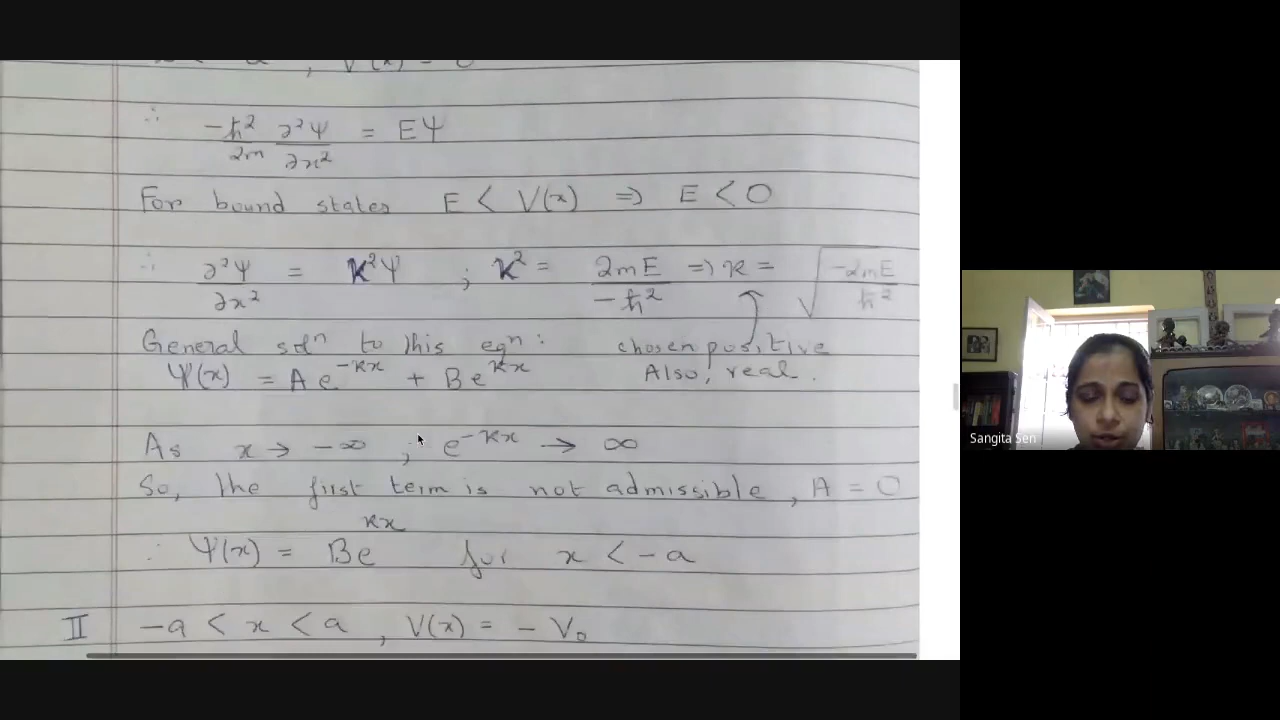 ∴ -ħ²/2m ∂²Ψ/∂x² = EΨ
For bound states E < V(x) ⇒ E < 0
∴ ∂²Ψ/∂x² = κ²Ψ ; κ² = 2mE/-ħ² ⇒ κ = √(-2mE/ħ²)
General solⁿ to this eqⁿ : chosen positive
Ψ(x) = A e^-κx + B e^κx Also, real.
As x → -∞ ; e^-κx → ∞
So, the first term is not admissible, A = 0
∴ Ψ(x) = Be^κx for x < -a
II -a < x < a , V(x) = - V₀
Sangita Sen